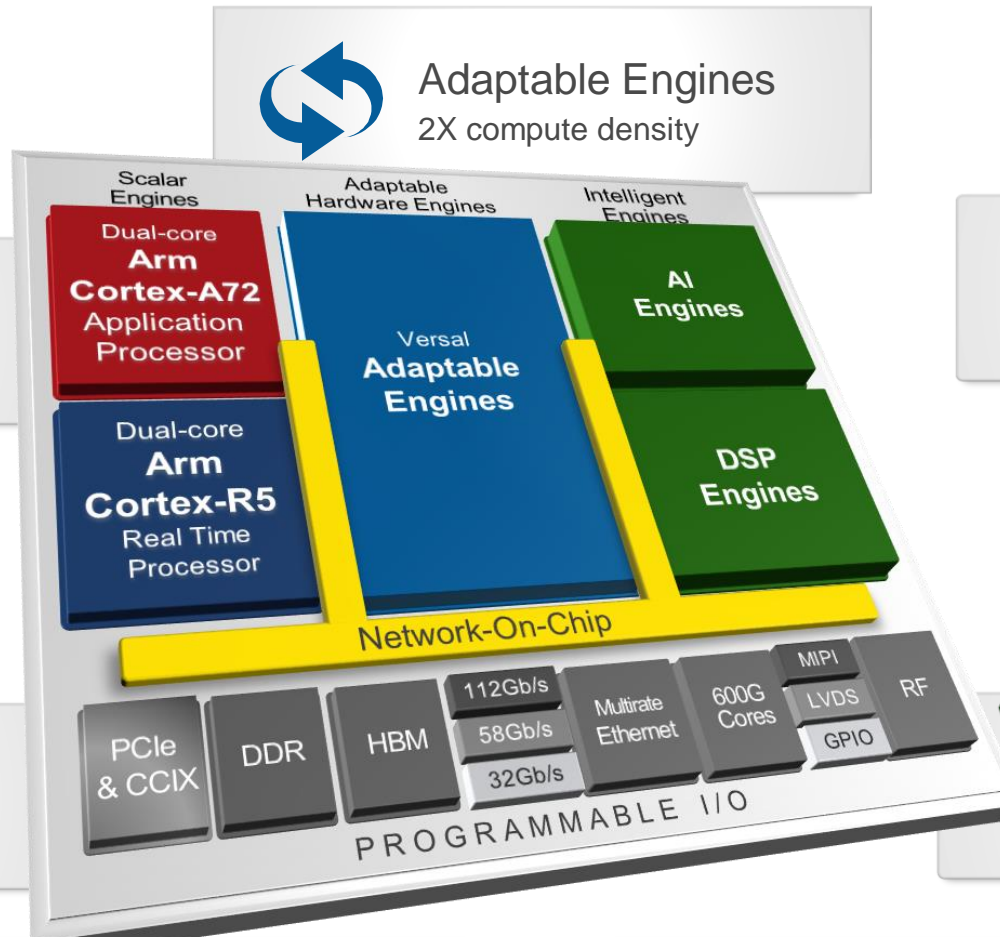 Adaptable Engines
2X compute density
Scalar
Engines
Adaptable
Hardware Engines
Intelligent
Engines
Dual-core
Arm
Cortex-A72
Application
Processor
Versal
Adaptable
Engines
AI
Engines
Dual-core
Arm
Cortex-R5
Real Time
Processor
DSP
Engines
Network-On-Chip
PCIe
& CCIX
DDR
HBM
112Gb/s
58Gb/s
32Gb/s
Multirate
Ethernet
600G
Cores
MIPI
LVDS
GPIO
RF
PROGRAMMABLE I/O